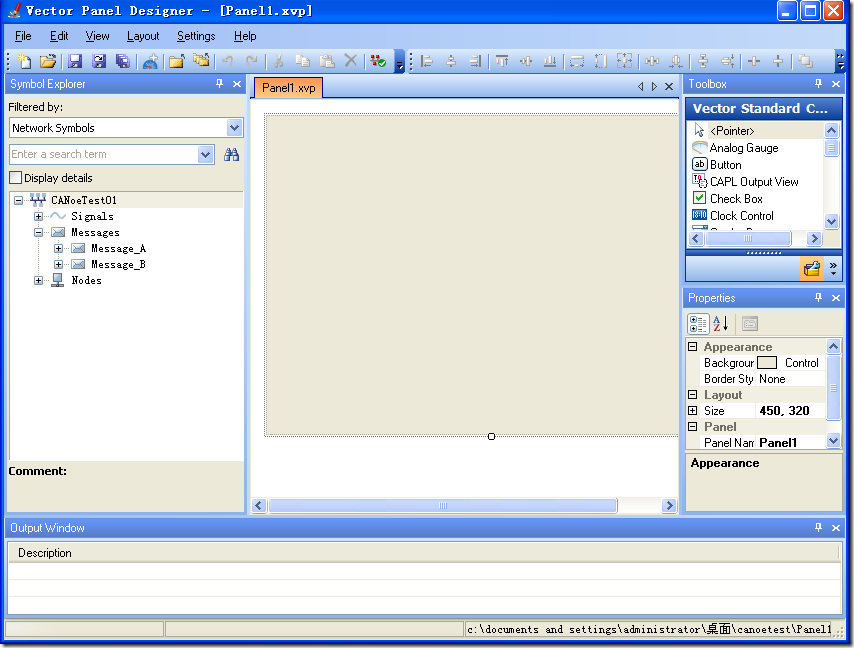 Vector Panel Designer - [Panel1.xvp]
File Edit View Layout Settings Help
Symbol Explorer
Filtered by:
Network Symbols
Enter a search term
Display details
CANoeTest01
Signals
Messages
Message_A
Message_B
Nodes
Comment:
Panel1.xvp
Toolbox
Vector Standard C...
<Pointer>
Analog Gauge
ab Button
CAPL Output View
Check Box
Clock Control
Properties
Appearance
Backgrour Control
Border Sty None
Layout
Size 450, 320
Panel
Panel Nam Panel1
Appearance
Output Window
Description
c:\documents and settings\administrator\桌面\canoetest\Panel1